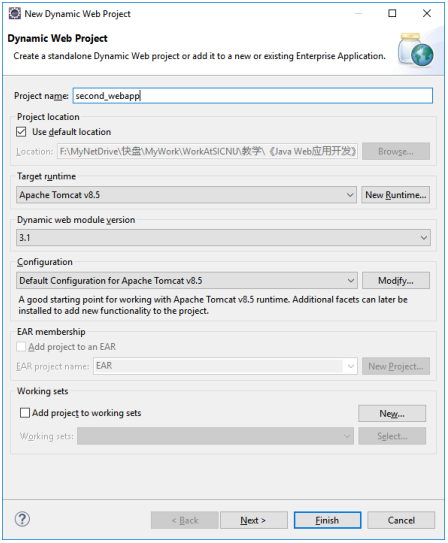 New Dynamic Web Project
Dynamic Web Project
Create a standalone Dynamic Web project or add it to a new or existing Enterprise Application.
Project name: second_webapp
Project location
Use default location
Location: F:\MyNetDrive\快盘\MyWork\WorkAtSICNU\教学\《Java Web应用开发》 Browse...
Target runtime
Apache Tomcat v8.5 New Runtime...
Dynamic web module version
3.1
Configuration
Default Configuration for Apache Tomcat v8.5 Modify...
A good starting point for working with Apache Tomcat v8.5 runtime. Additional facets can later be
installed to add new functionality to the project.
EAR membership
Add project to an EAR
EAR project name: EAR New Project...
Working sets
Add project to working sets New...
Working sets: Select...
? < Back Next > Finish Cancel